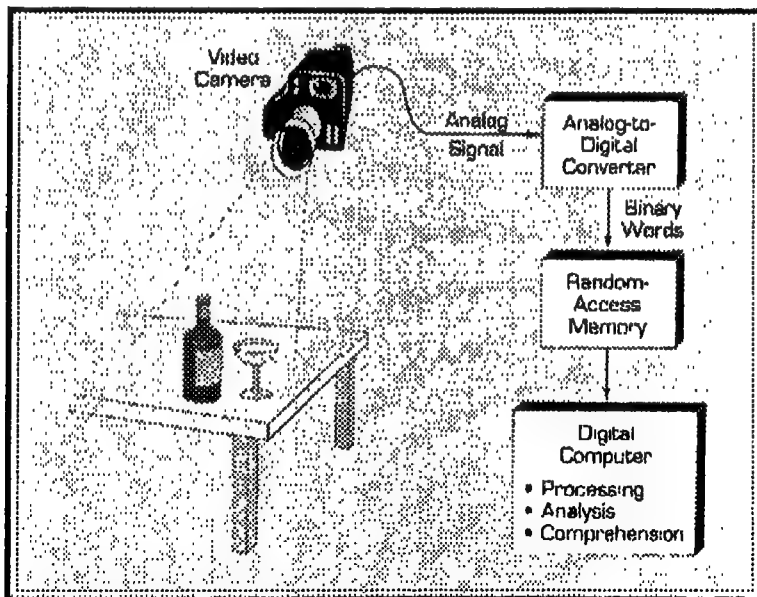 Video
Camera
Analog
Signal
Analog-to-
Digital
Converter
Binary
Words
Random-
Access
Memory
Digital
Computer
• Processing
• Analysis
• Comprehension